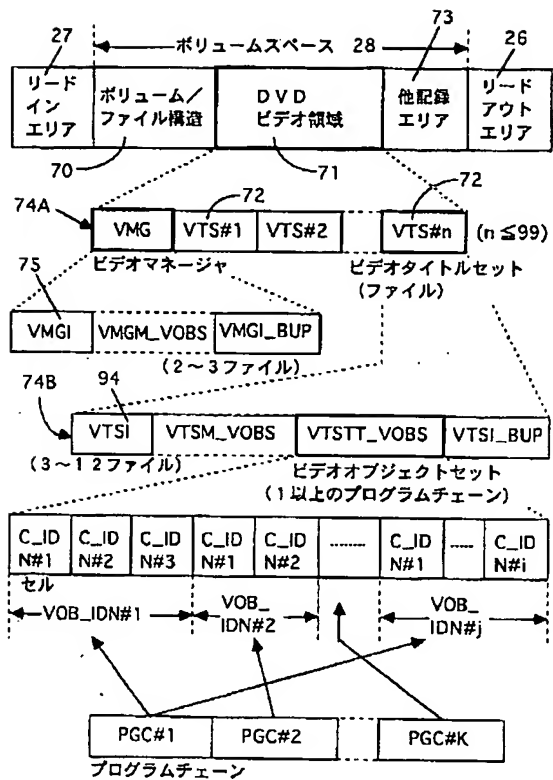 27
ボリュームスペース 28
73
26
リード
イン
エリア
ボリューム/
ファイル構造
DVD
ビデオ領域
他記録
エリア
リード
アウト
エリア
70
71
72
72
74A
VMG
VTS#1
VTS#2
VTS#n
(n≦99)
ビデオマネージャ
ビデオタイトルセット
(ファイル)
75
VMGI
VMGM_VOBS
VMGI_BUP
(2~3ファイル)
74B
94
VTSI
VTSM_VOBS
VTSTT_VOBS
VTSI_BUP
(3~12ファイル)
ビデオオブジェクトセット
(1以上のプログラムチェーン)
C_ID
N#1
C_ID
N#2
C_ID
N#3
C_ID
N#1
C_ID
N#2
C_ID
N#1
C_ID
N#i
セル
VOB_IDN#1
VOB_
IDN#2
VOB_
IDN#j
PGC#1
PGC#2
PGC#K
プログラムチェーン